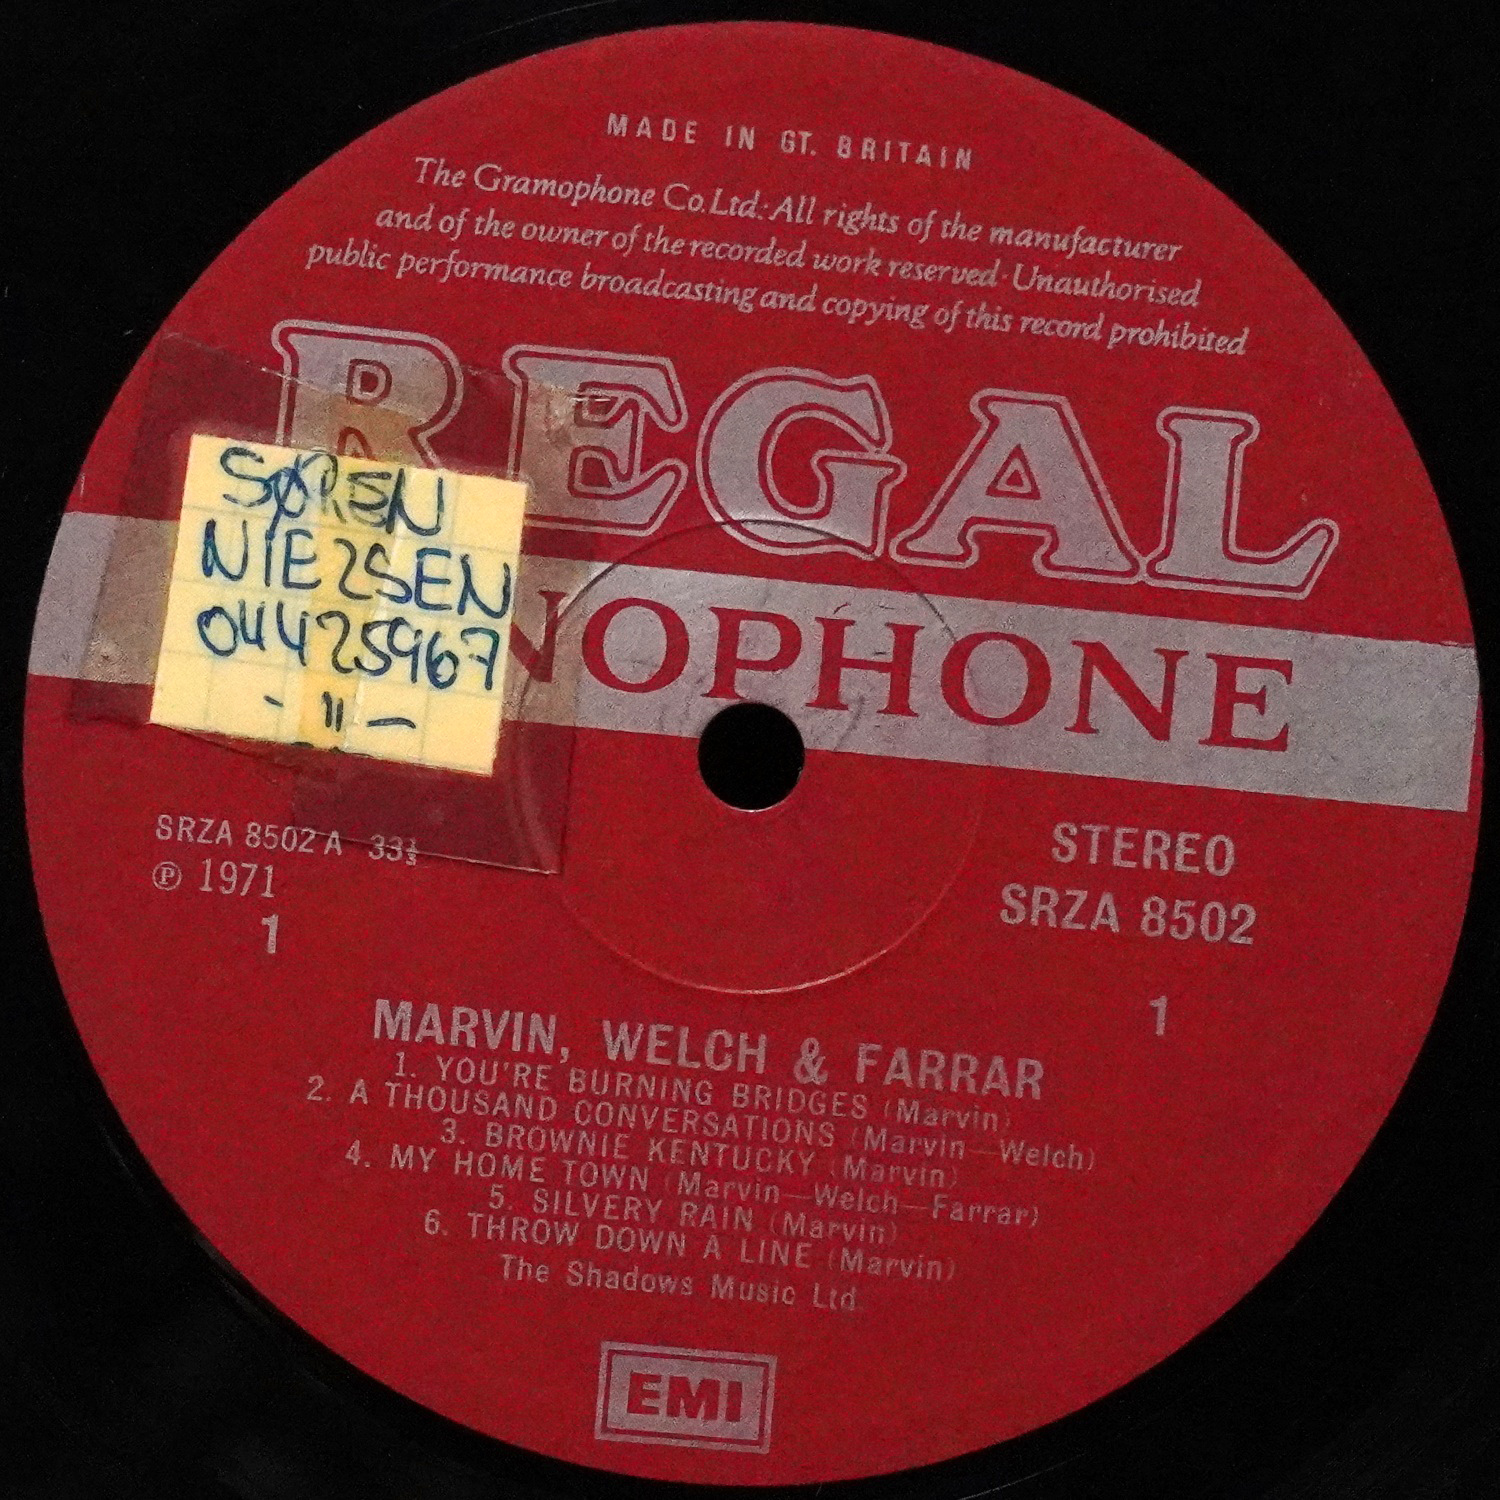 MADE IN GT. BRITAIN
The Gramophone Co.Ltd.·All rights of the manufacturer
and of the owner of the recorded work reserved·Unauthorised
public performance broadcasting and copying of this record prohibited
REGAL
NOPHONE
SØREN
NIELSEN
04425967
-"-
SRZA 8502 A 33⅓
℗ 1971
1
STEREO
SRZA 8502
1
MARVIN, WELCH & FARRAR
1. YOU'RE BURNING BRIDGES (Marvin)
2. A THOUSAND CONVERSATIONS (Marvin—Welch)
3. BROWNIE KENTUCKY (Marvin)
4. MY HOME TOWN (Marvin—Welch—Farrar)
5. SILVERY RAIN (Marvin)
6. THROW DOWN A LINE (Marvin)
The Shadows Music Ltd.
EMI